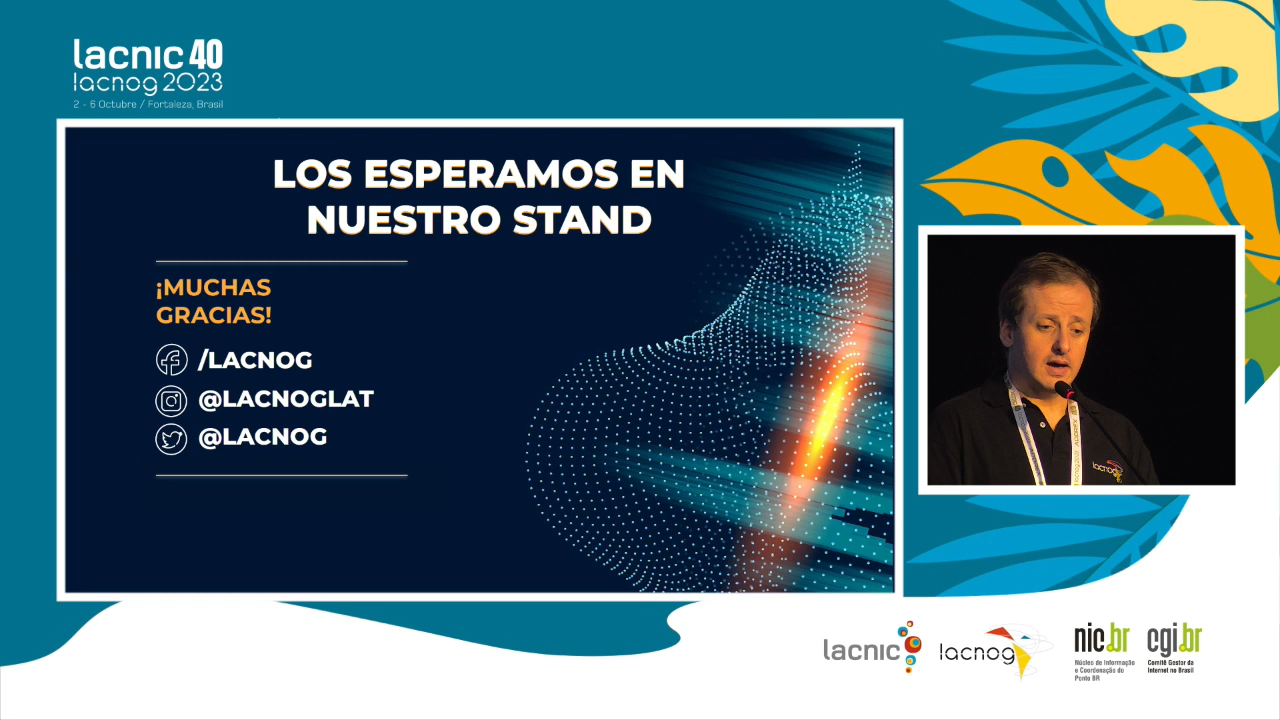 lacnic 40
lacnog 2023
2 - 6 Octubre / Fortaleza, Brasil
LOS ESPERAMOS EN
NUESTRO STAND
¡MUCHAS
GRACIAS!
/LACNOG
@LACNOGLAT
@LACNOG
lacnog
lacnic
lacnog
nic.br
Núcleo de Informação
e Coordenação do
Ponto BR
cgi.br
Comitê Gestor da
Internet no Brasil